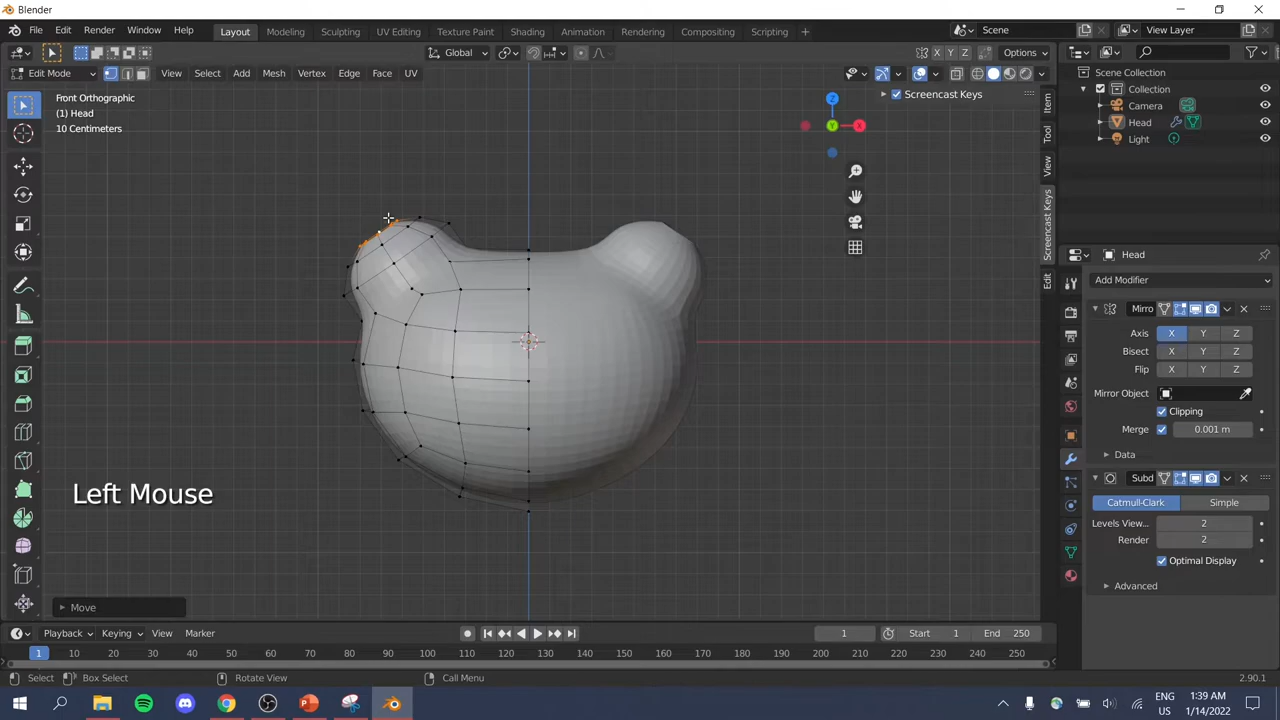 Blender
File Edit Render Window Help Layout Modeling Sculpting UV Editing Texture Paint Shading Animation Rendering Compositing Scripting + Scene View Layer
Global X Y Z Options
Edit Mode View Select Add Mesh Vertex Edge Face UV
Front Orthographic
(1) Head
10 Centimeters
Screencast Keys
Z
Y
X
Item
Tool
View
Screencast Keys
Edit
Scene Collection
Collection
Camera
Head
Light
Head
Add Modifier
Mirro
Axis X Y Z
Bisect X Y Z
Flip X Y Z
Mirror Object
Clipping
Merge 0.001 m
Data
Subd
Catmull-Clark Simple
Levels View... 2
Render 2
Optimal Display
Advanced
Left Mouse
Move
Playback Keying View Marker 1 Start 1 End 250
1 10 20 30 40 50 60 70 80 90 100 110 120 130 140 150 160 170 180 190 200 210 220 230 240 250
Select Box Select Rotate View Call Menu 2.90.1
ENG
US
1:39 AM
1/14/2022